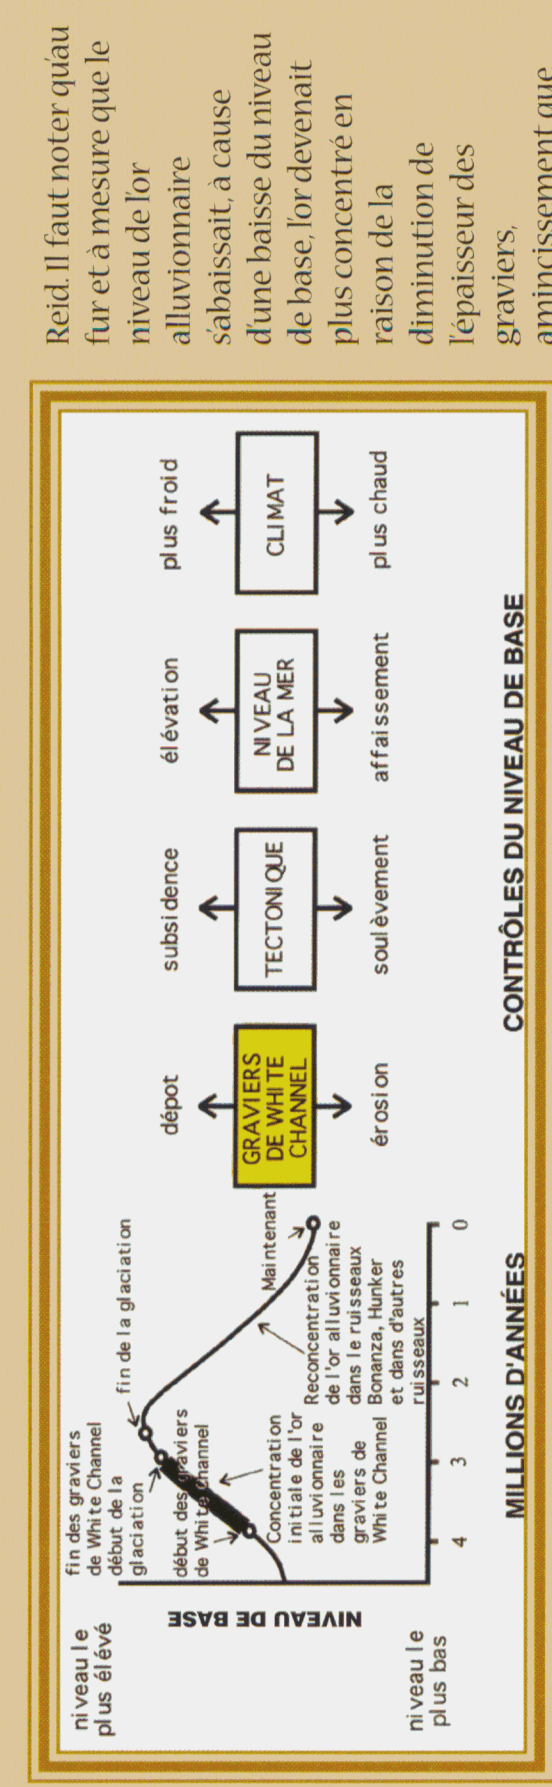 Reid. Il faut noter qu'au
fur et à mesure que le
niveau de l'or
alluvionnaire
s'abaissait, à cause
d'une baisse du niveau
de base, l'or devenait
plus concentré en
raison de la
diminution de
l'épaisseur des
graviers,
amincissement que
niveau le
plus élévé
NIVEAU DE BASE
niveau le
plus bas
fin des graviers
de White Channel
début de la
glaciation
fin de la glaciation
début des graviers
de White Channel
Concentration
initiale de l'or
alluvionnaire
dans les
graviers de
White Channel
Maintenant
Reconcentration
de l'or alluvionnaire
dans le ruisseaux
Bonanza, Hunker
et dans d'autres
ruisseaux
4 3 2 1 0
MILLIONS D'ANNÉES
dépot
GRAVIERS
DE WHITE
CHANNEL
érosion
subsidence
TECTONIQUE
soulèvement
élévation
NIVEAU
DE LA MER
affaissement
plus froid
CLIMAT
plus chaud
CONTRÔLES DU NIVEAU DE BASE